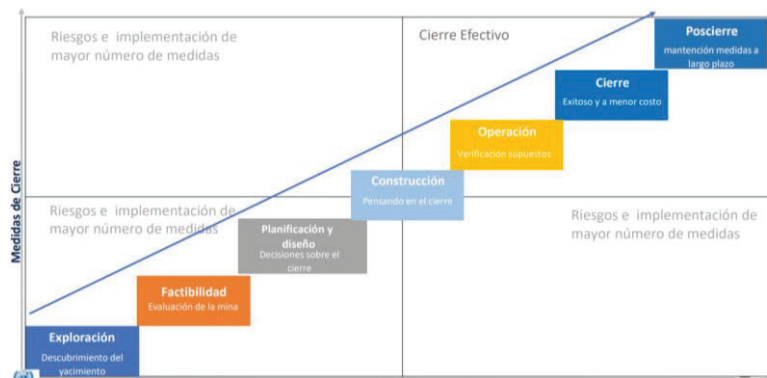 Riesgos e implementación de
mayor número de medidas
Cierre Efectivo
Poscierre
mantención medidas a
largo plazo
Cierre
Exitoso y a menor costo
Operación
Verificación supuestos
Construcción
Pensando en el cierre
Medidas de Cierre
Riesgos e implementación de
mayor número de medidas
Planificación y
diseño
Decisiones sobre el
cierre
Riesgos e implementación de
mayor número de medidas
Factibilidad
Evaluación de la mina
Exploración
Descubrimiento del
yacimiento